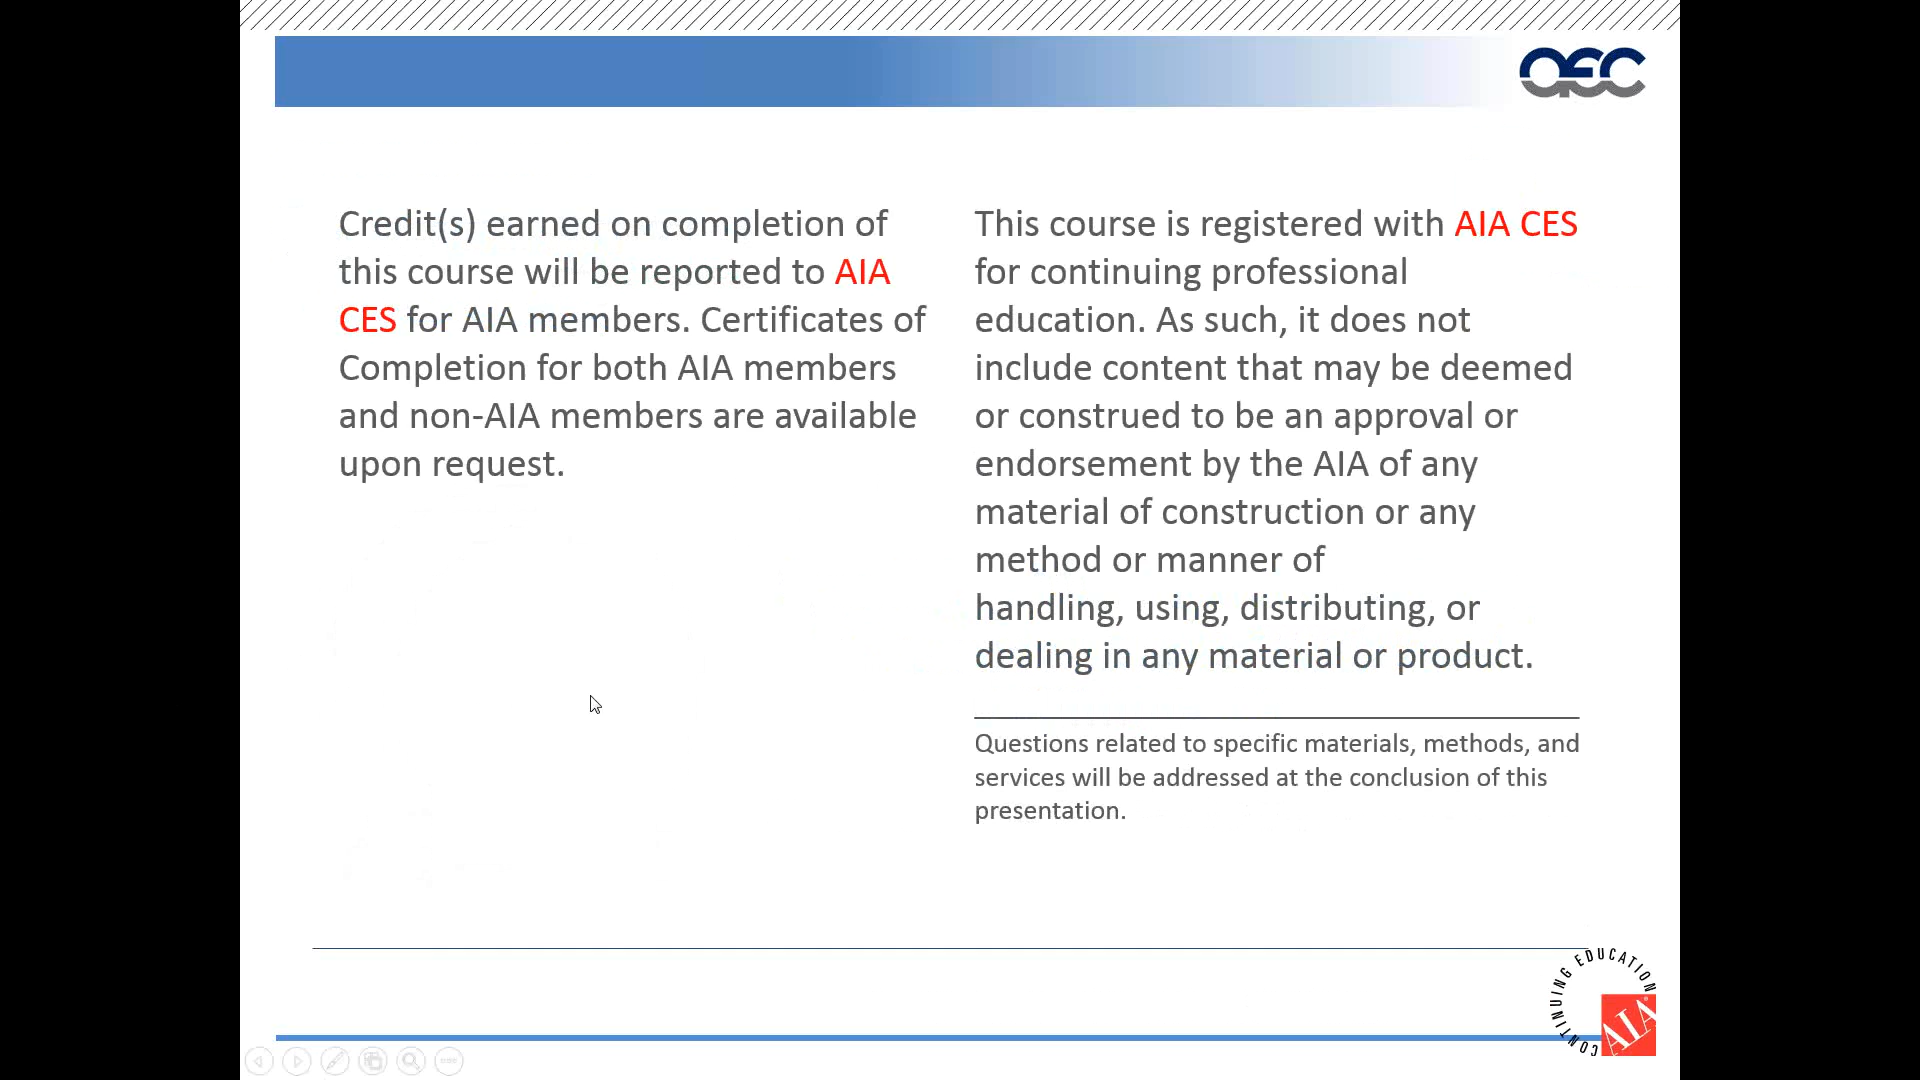 AEC
Credit(s) earned on completion of
this course will be reported to AIA
CES for AIA members. Certificates of
Completion for both AIA members
and non-AIA members are available
upon request.
This course is registered with AIA CES
for continuing professional
education. As such, it does not
include content that may be deemed
or construed to be an approval or
endorsement by the AIA of any
material of construction or any
method or manner of
handling, using, distributing, or
dealing in any material or product.
Questions related to specific materials, methods, and
services will be addressed at the conclusion of this
presentation.
CONTINUING EDUCATION
AIA